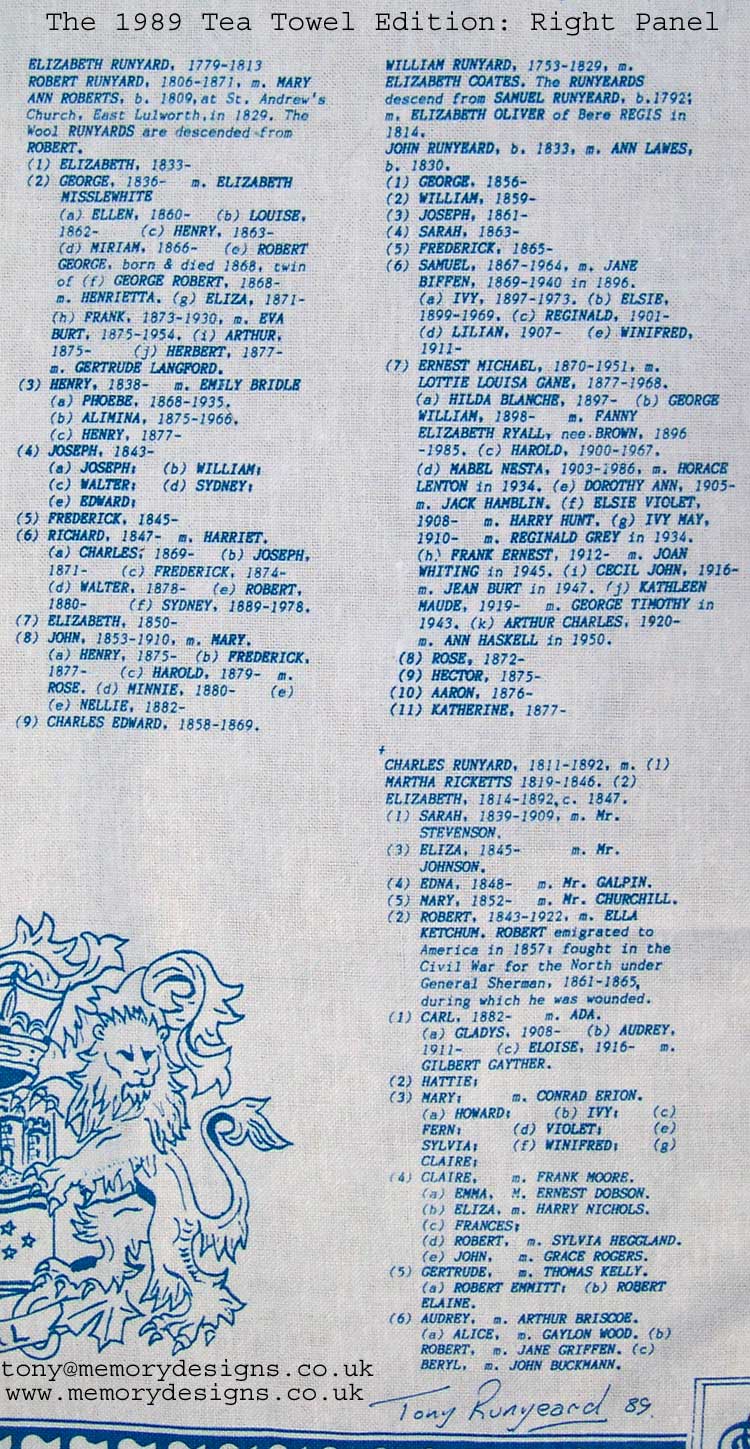 The 1989 Tea Towel Edition: Right Panel
ELIZABETH RUNYARD, 1779-1813
ROBERT RUNYARD, 1806-1871, m. MARY
ANN ROBERTS, b. 1809, at St. Andrew's
Church, East Lulworth, in 1829. The
Wool RUNYARDS are descended from
ROBERT.
(1) ELIZABETH, 1833-
(2) GEORGE, 1836- m. ELIZABETH
MISSLEWHITE
(a) ELLEN, 1860- (b) LOUISE,
1862- (c) HENRY, 1863-
(d) MIRIAM, 1866- (e) ROBERT
GEORGE, born & died 1868, twin
of (f) GEORGE ROBERT, 1868-
m. HENRIETTA. (g) ELIZA, 1871-
(h) FRANK, 1873-1930, m. EVA
BURT, 1875-1954. (i) ARTHUR,
1875- (j) HERBERT, 1877-
m. GERTRUDE LANGFORD.
(3) HENRY, 1838- m. EMILY BRIDLE
(a) PHOEBE, 1868-1935.
(b) ALIMINA, 1875-1966.
(c) HENRY, 1877-
(4) JOSEPH, 1843-
(a) JOSEPH; (b) WILLIAM;
(c) WALTER; (d) SYDNEY;
(e) EDWARD;
(5) FREDERICK, 1845-
(6) RICHARD, 1847- m. HARRIET.
(a) CHARLES, 1869- (b) JOSEPH,
1871- (c) FREDERICK, 1874-
(d) WALTER, 1878- (e) ROBERT,
1880- (f) SYDNEY, 1889-1978.
(7) ELIZABETH, 1850-
(8) JOHN, 1853-1910, m. MARY.
(a) HENRY, 1875- (b) FREDERICK,
1877- (c) HAROLD, 1879- m.
ROSE. (d) MINNIE, 1880- (e)
(e) NELLIE, 1882-
(9) CHARLES EDWARD, 1858-1869.
WILLIAM RUNYARD, 1753-1829, m.
ELIZABETH COATES. The RUNYEARDS
descend from SAMUEL RUNYEARD, b.1792;
m. ELIZABETH OLIVER of Bere REGIS in
1814.
JOHN RUNYEARD, b. 1833, m. ANN LAWES,
b. 1830.
(1) GEORGE, 1856-
(2) WILLIAM, 1859-
(3) JOSEPH, 1861-
(4) SARAH, 1863-
(5) FREDERICK, 1865-
(6) SAMUEL, 1867-1964, m. JANE
BIFFEN, 1869-1940 in 1896.
(a) IVY, 1897-1973. (b) ELSIE,
1899-1969. (c) REGINALD, 1901-
(d) LILIAN, 1907- (e) WINIFRED,
1911-
(7) ERNEST MICHAEL, 1870-1951, m.
LOTTIE LOUISA GANE, 1877-1968.
(a) HILDA BLANCHE, 1897- (b) GEORGE
WILLIAM, 1898- m. FANNY
ELIZABETH RYALL, nee.BROWN, 1896
-1985. (c) HAROLD, 1900-1967.
(d) MABEL NESTA, 1903-1986, m. HORACE
LENTON in 1934. (e) DOROTHY ANN, 1905-
m. JACK HAMBLIN. (f) ELSIE VIOLET,
1908- m. HARRY HUNT. (g) IVY MAY,
1910- m. REGINALD GREY in 1934.
(h) FRANK ERNEST, 1912- m. JOAN
WHITING in 1945. (i) CECIL JOHN, 1916-
m. JEAN BURT in 1947. (j) KATHLEEN
MAUDE, 1919- m. GEORGE TIMOTHY in
1943. (k) ARTHUR CHARLES, 1920-
m. ANN HASKELL in 1950.
(8) ROSE, 1872-
(9) HECTOR, 1875-
(10) AARON, 1876-
(11) KATHERINE, 1877-
+
CHARLES RUNYARD, 1811-1892, m. (1)
MARTHA RICKETTS 1819-1846. (2)
ELIZABETH, 1814-1892, c. 1847.
(1) SARAH, 1839-1909, m. Mr.
STEVENSON.
(3) ELIZA, 1845- m. Mr.
JOHNSON.
(4) EDNA, 1848- m. Mr. GALPIN.
(5) MARY, 1852- m. Mr. CHURCHILL.
(2) ROBERT, 1843-1922, m. ELLA
KETCHUM. ROBERT emigrated to
America in 1857; fought in the
Civil War for the North under
General Sherman, 1861-1865,
during which he was wounded.
(1) CARL, 1882- m. ADA.
(a) GLADYS, 1908- (b) AUDREY,
1911- (c) ELOISE, 1916- m.
GILBERT GAYTHER.
(2) HATTIE;
(3) MARY; m. CONRAD ERION.
(a) HOWARD; (b) IVY; (c)
FERN; (d) VIOLET; (e)
SYLVIA; (f) WINIFRED; (g)
CLAIRE;
(4) CLAIRE, m. FRANK MOORE.
(a) EMMA, M. ERNEST DOBSON.
(b) ELIZA, m. HARRY NICHOLS.
(c) FRANCES;
(d) ROBERT, m. SYLVIA HEGGLAND.
(e) JOHN, m. GRACE ROGERS.
(5) GERTRUDE, m. THOMAS KELLY.
(a) ROBERT EMMITT; (b) ROBERT
ELAINE.
(6) AUDREY, m. ARTHUR BRISCOE.
(a) ALICE, m. GAYLON WOOD. (b)
ROBERT, m. JANE GRIFFEN. (c)
BERYL, m. JOHN BUCKMANN.
tony@memorydesigns.co.uk
www.memorydesigns.co.uk
Tony Runyeard 89.